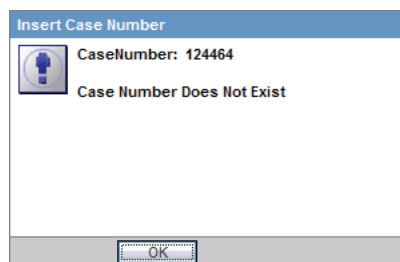 Insert Case Number
CaseNumber: 124464
Case Number Does Not Exist
OK